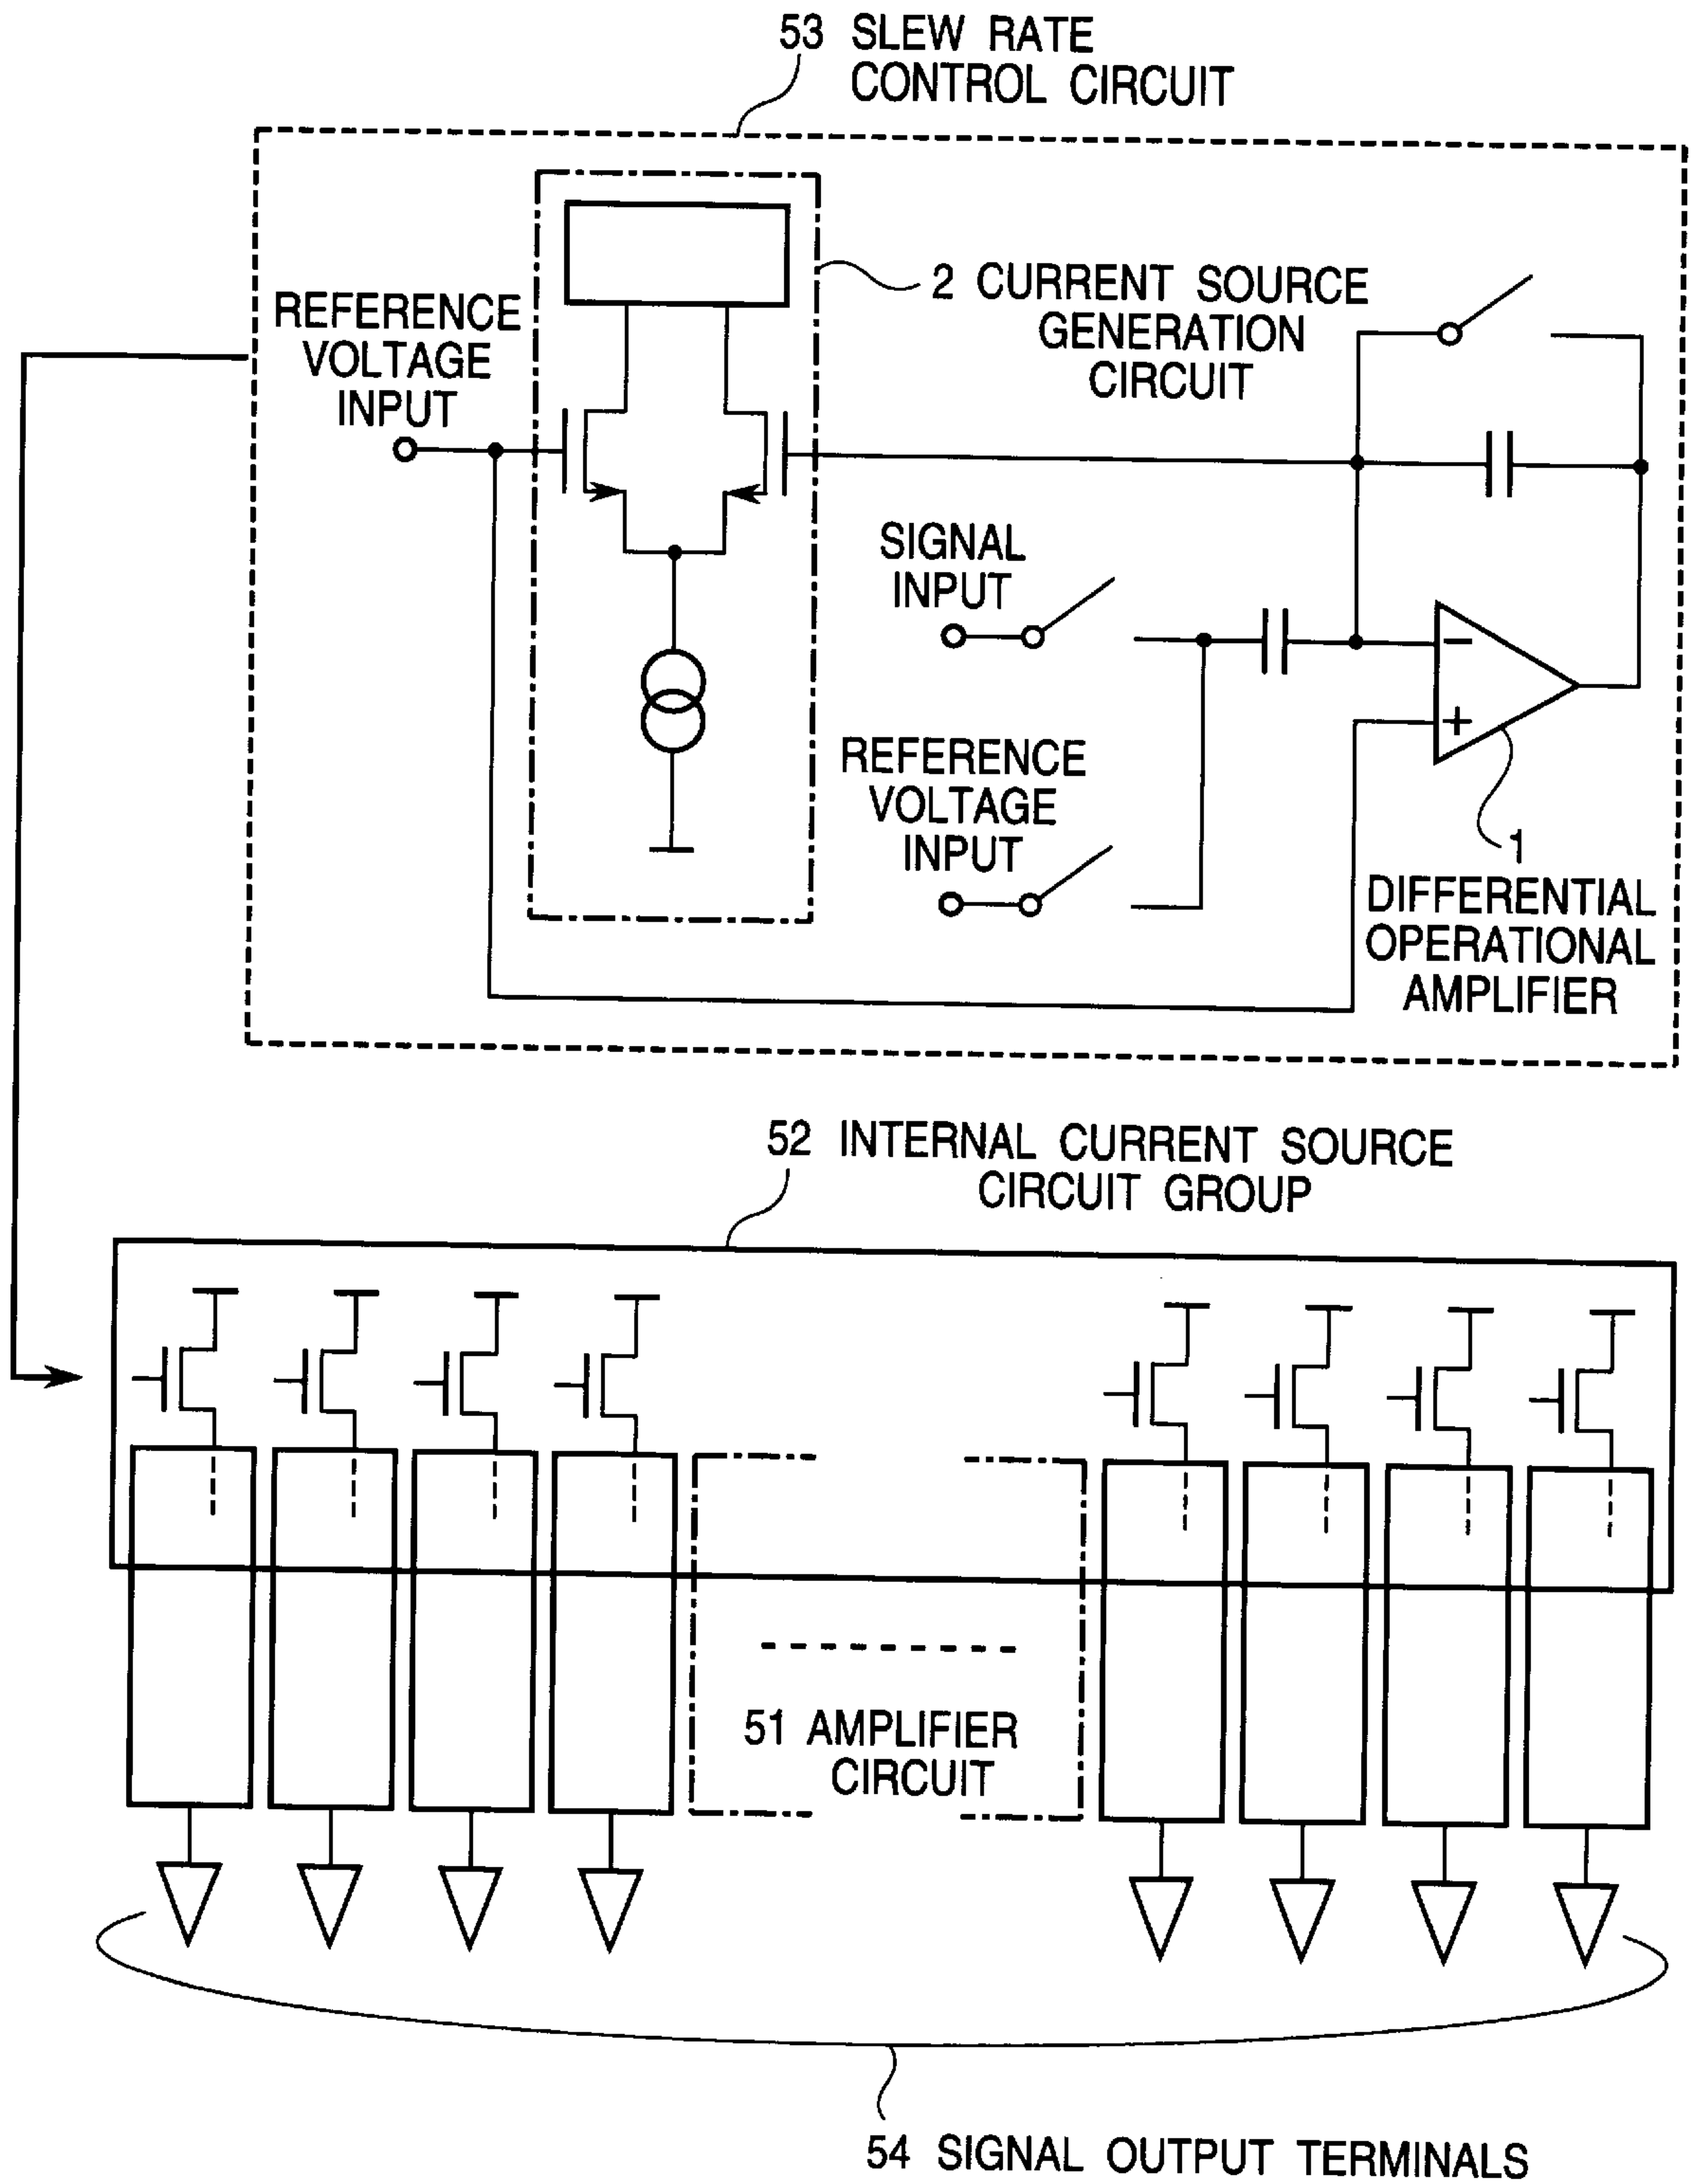 53 SLEW RATE
CONTROL CIRCUIT
2 CURRENT SOURCE
GENERATION
CIRCUIT
REFERENCE
VOLTAGE
INPUT
SIGNAL
INPUT
−
+
REFERENCE
VOLTAGE
INPUT
1
DIFFERENTIAL
OPERATIONAL
AMPLIFIER
52 INTERNAL CURRENT SOURCE
CIRCUIT GROUP
51 AMPLIFIER
CIRCUIT
54 SIGNAL OUTPUT TERMINALS